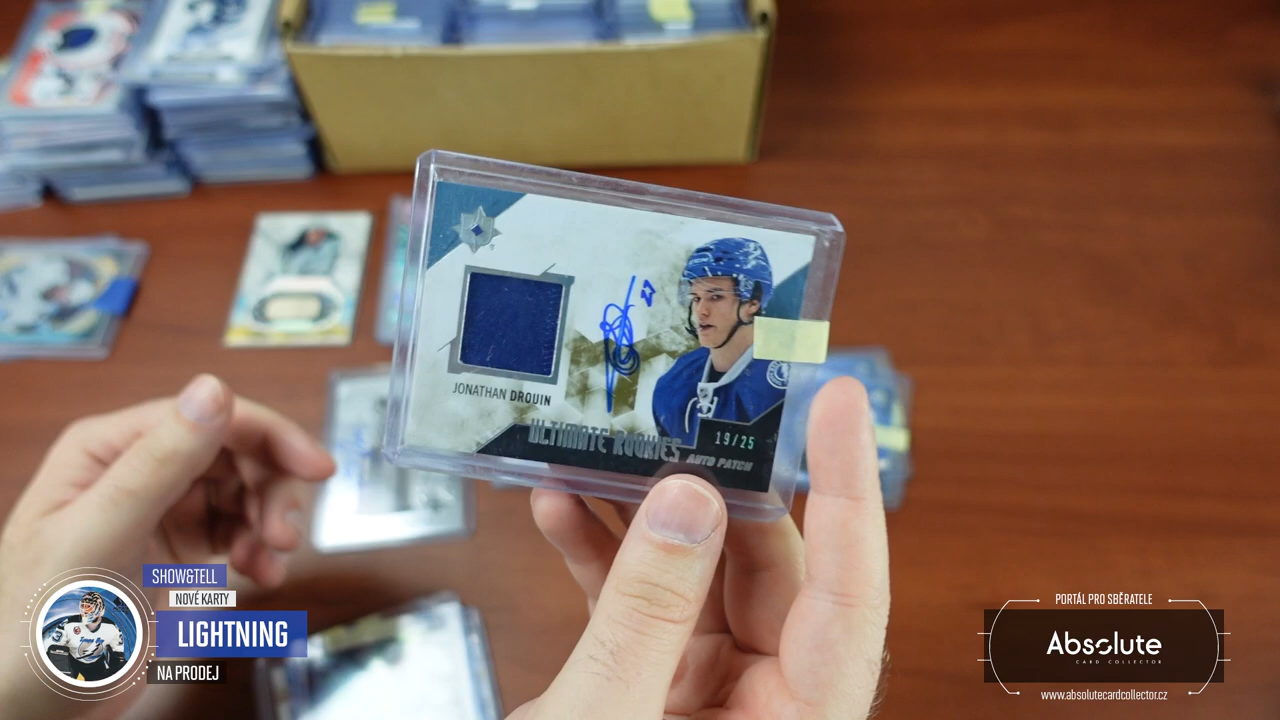 JONATHAN DROUIN
27
ULTIMATE ROOKIES
19/25
AUTO PATCH
SHOW&TELL
NOVÉ KARTY
LIGHTNING
NA PRODEJ
PORTÁL PRO SBĚRATELE
Absolute
CARD COLLECTOR
www.absolutecardcollector.cz